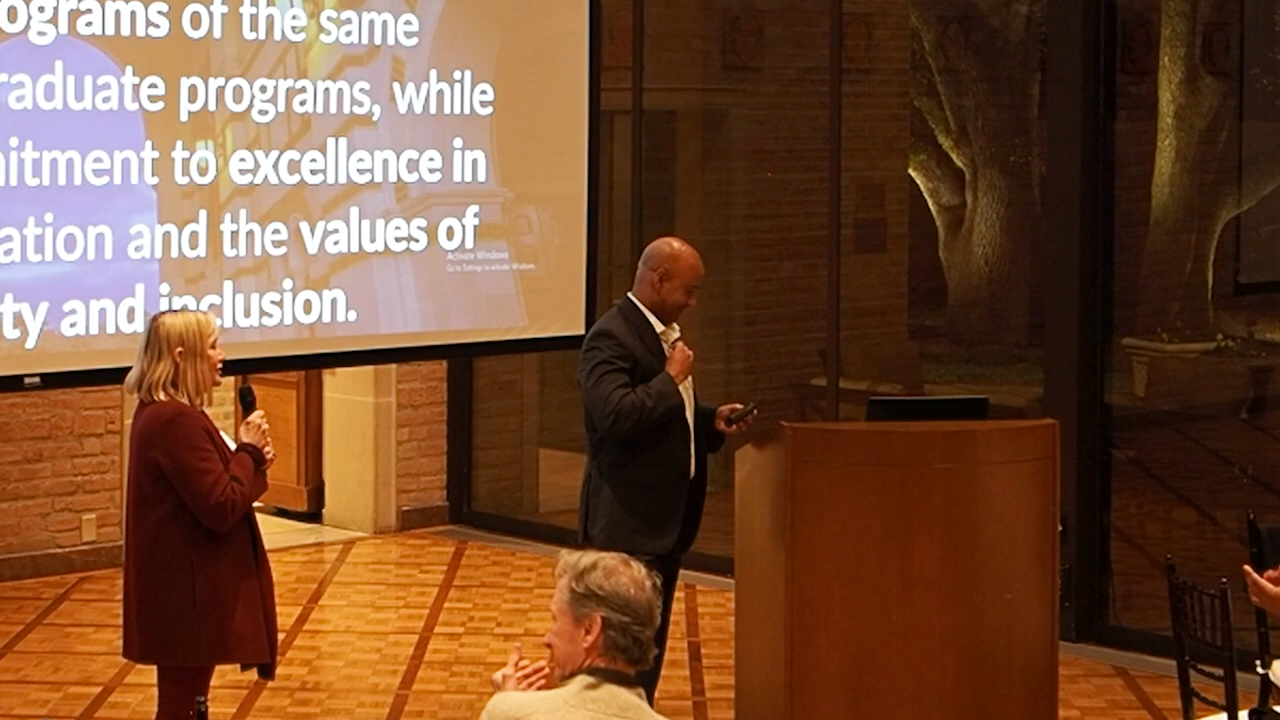 ograms of the same
raduate programs, while
itment to excellence in
ation and the values of
Activate Windows
Go to Settings to activate Windows.
ty and inclusion.